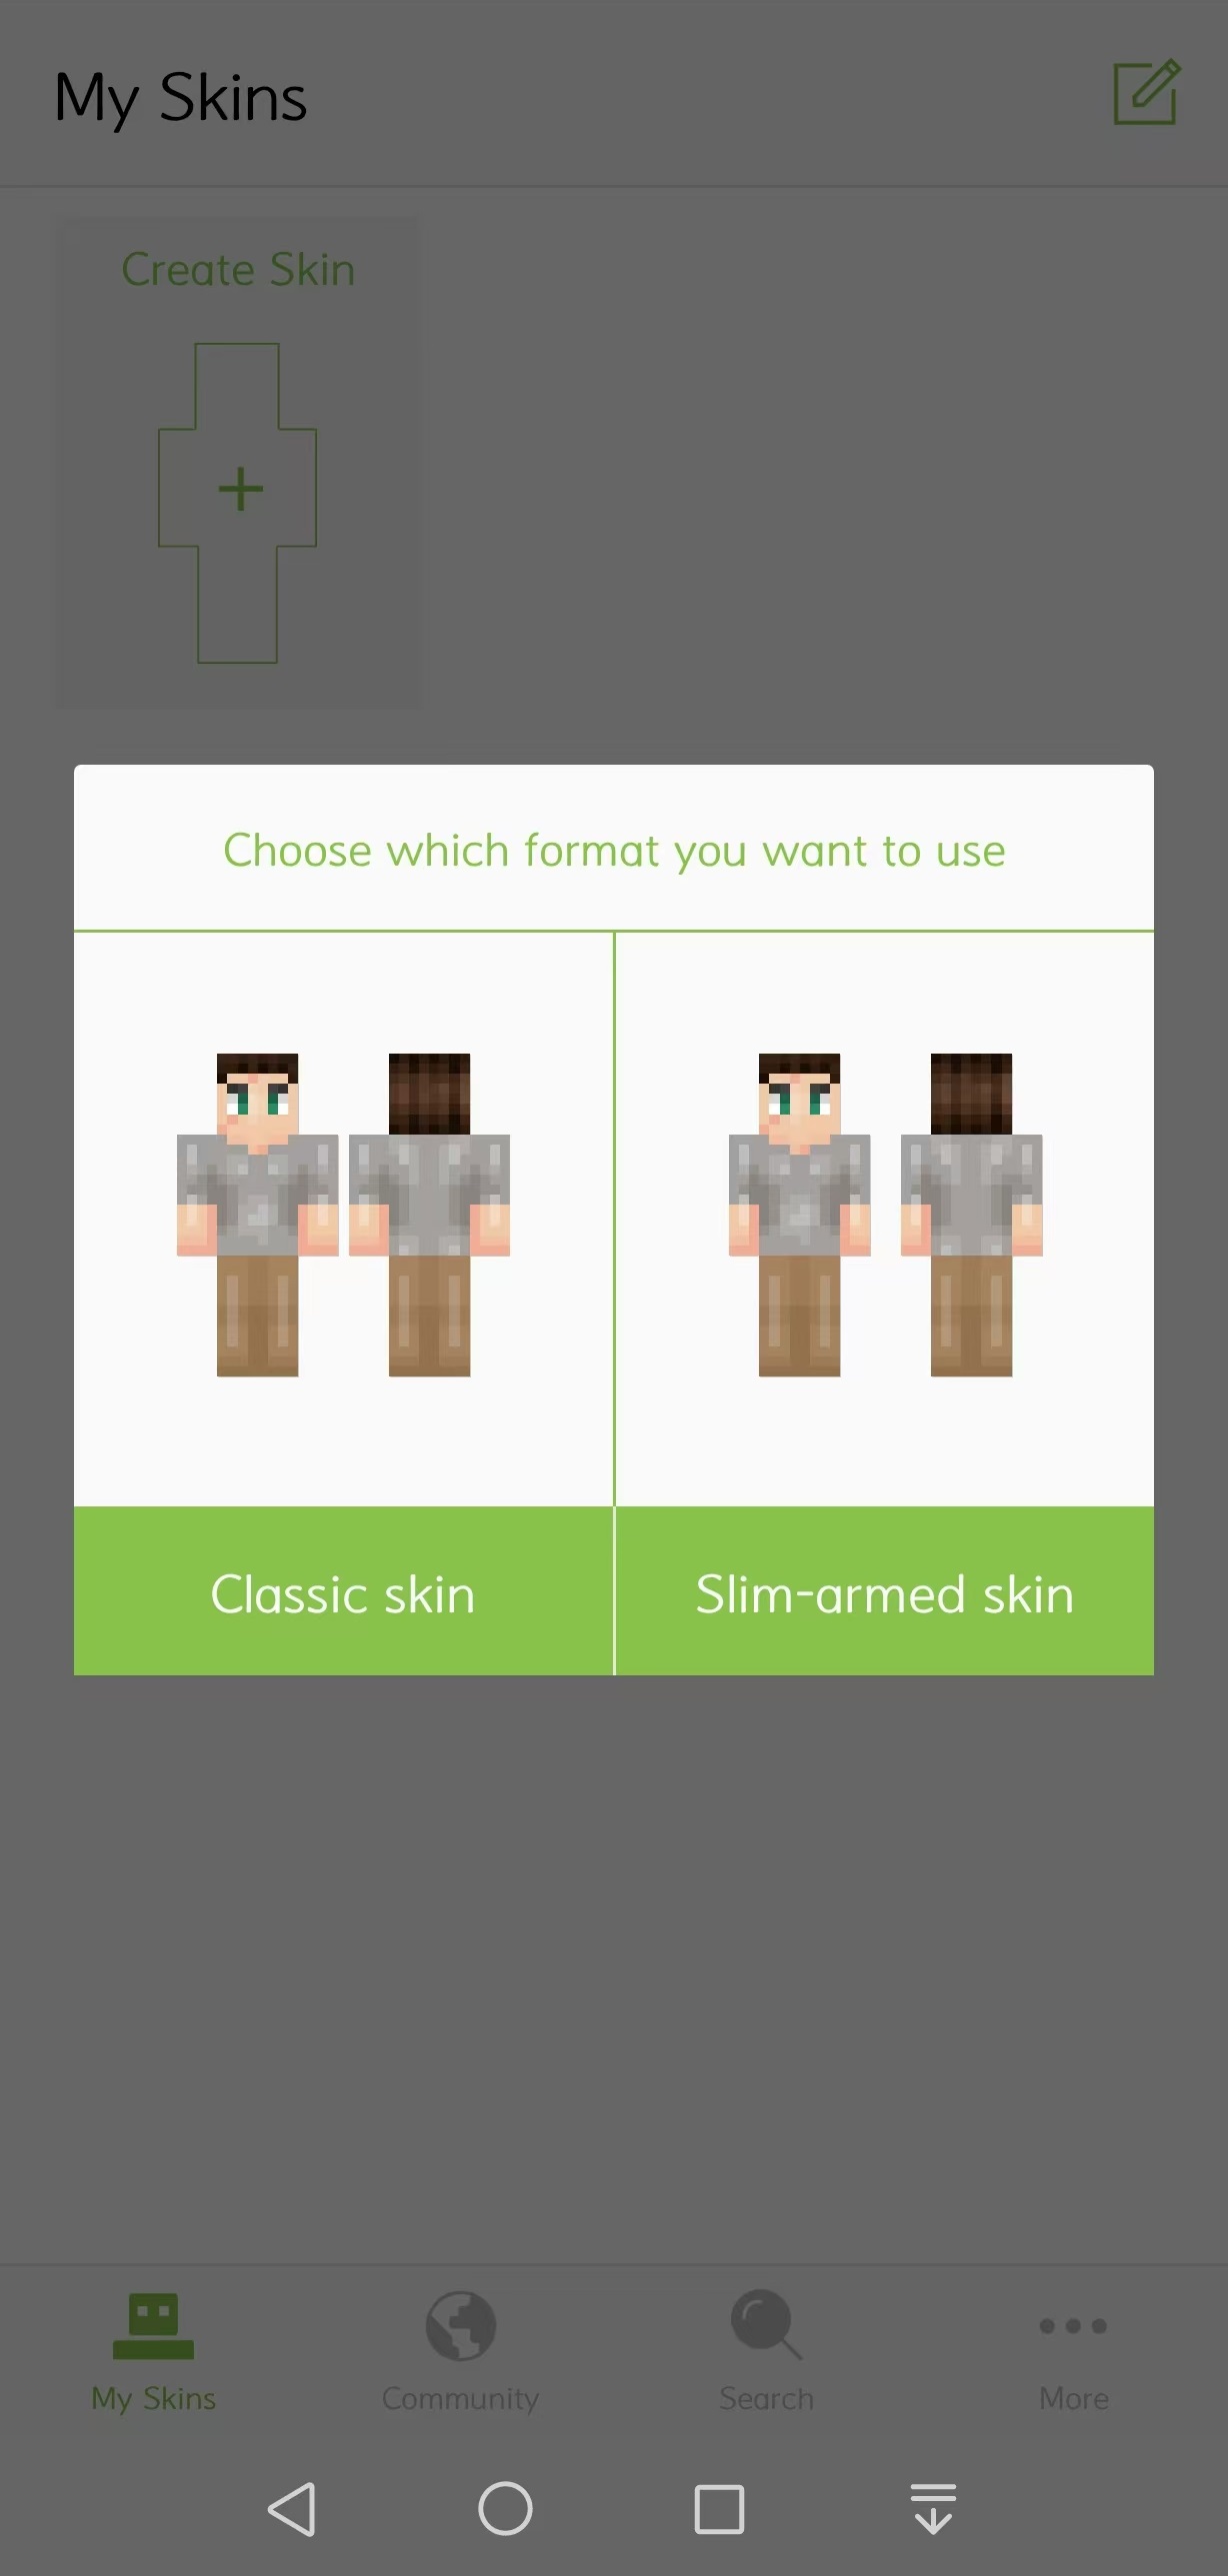 My Skins
Create Skin
Choose which format you want to use
Classic skin
Slim-armed skin
My Skins
Community
Search
More